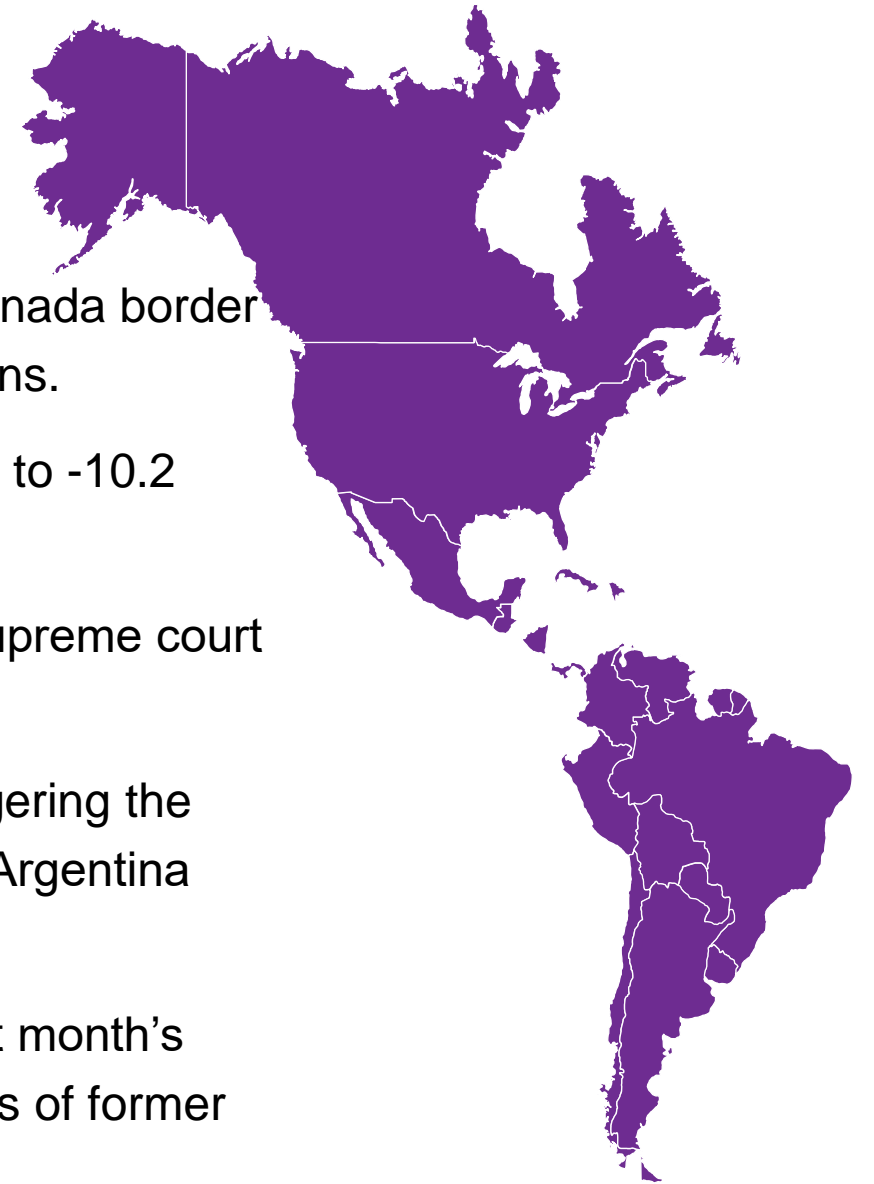 nada border
ns.
to -10.2
upreme court
gering the
Argentina
t month’s
s of former